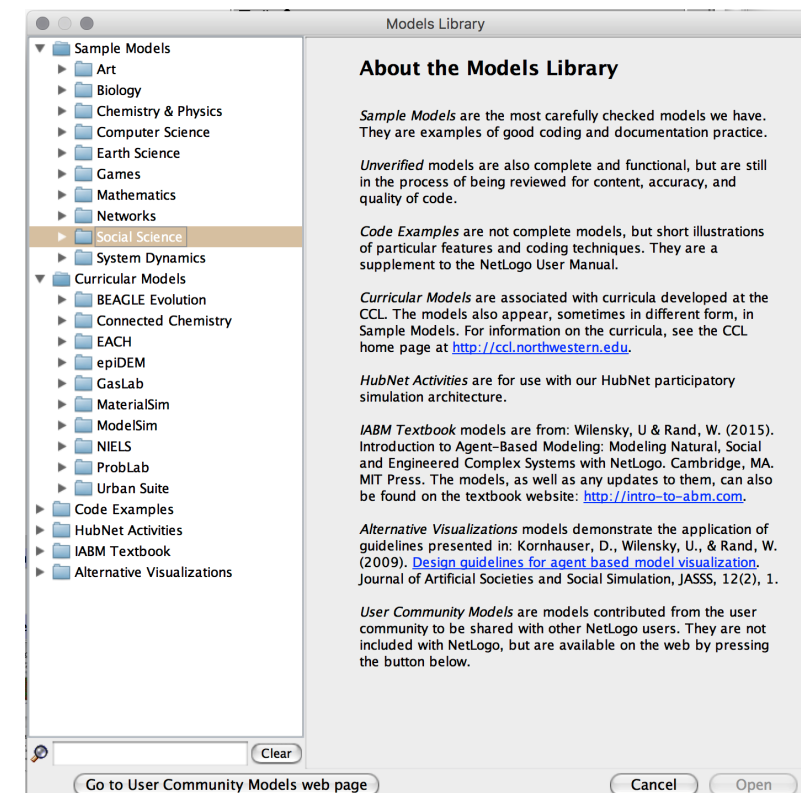 Models Library
Sample Models
Art
Biology
Chemistry & Physics
Computer Science
Earth Science
Games
Mathematics
Networks
Social Science
System Dynamics
Curricular Models
BEAGLE Evolution
Connected Chemistry
EACH
epiDEM
GasLab
MaterialSim
ModelSim
NIELS
ProbLab
Urban Suite
Code Examples
HubNet Activities
IABM Textbook
Alternative Visualizations
Clear
About the Models Library
Sample Models are the most carefully checked models we have.
They are examples of good coding and documentation practice.
Unverified models are also complete and functional, but are still
in the process of being reviewed for content, accuracy, and
quality of code.
Code Examples are not complete models, but short illustrations
of particular features and coding techniques. They are a
supplement to the NetLogo User Manual.
Curricular Models are associated with curricula developed at the
CCL. The models also appear, sometimes in different form, in
Sample Models. For information on the curricula, see the CCL
home page at http://ccl.northwestern.edu.
HubNet Activities are for use with our HubNet participatory
simulation architecture.
IABM Textbook models are from: Wilensky, U & Rand, W. (2015).
Introduction to Agent-Based Modeling: Modeling Natural, Social
and Engineered Complex Systems with NetLogo. Cambridge, MA.
MIT Press. The models, as well as any updates to them, can also
be found on the textbook website: http://intro-to-abm.com.
Alternative Visualizations models demonstrate the application of
guidelines presented in: Kornhauser, D., Wilensky, U., & Rand, W.
(2009). Design guidelines for agent based model visualization.
Journal of Artificial Societies and Social Simulation, JASSS, 12(2), 1.
User Community Models are models contributed from the user
community to be shared with other NetLogo users. They are not
included with NetLogo, but are available on the web by pressing
the button below.
Go to User Community Models web page
Cancel
Open